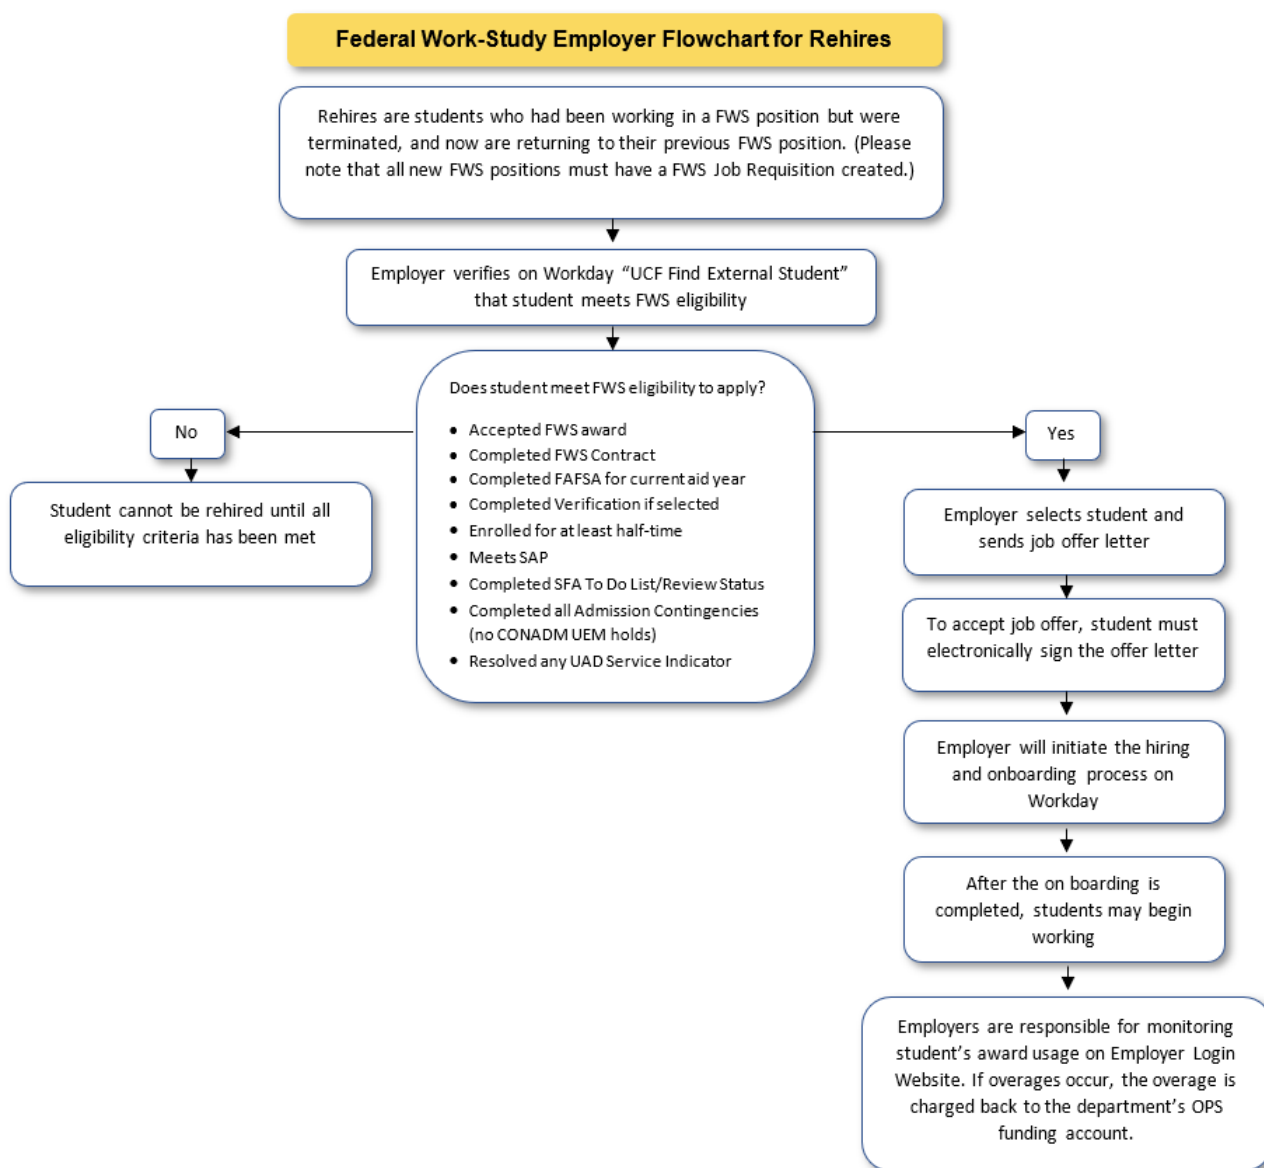 Federal Work-Study Employer Flowchart for Rehires
Rehires are students who had been working in a FWS position but were
terminated, and now are returning to their previous FWS position. (Please
note that all new FWS positions must have a FWS Job Requisition created.)
Employer verifies on Workday “UCF Find External Student”
that student meets FWS eligibility
Does student meet FWS eligibility to apply?
• Accepted FWS award
• Completed FWS Contract
• Completed FAFSA for current aid year
• Completed Verification if selected
• Enrolled for at least half-time
• Meets SAP
• Completed SFA To Do List/Review Status
• Completed all Admission Contingencies
(no CONADM UEM holds)
• Resolved any UAD Service Indicator
No
Student cannot be rehired until all
eligibility criteria has been met
Yes
Employer selects student and
sends job offer letter
To accept job offer, student must
electronically sign the offer letter
Employer will initiate the hiring
and onboarding process on
Workday
After the on boarding is
completed, students may begin
working
Employers are responsible for monitoring
student’s award usage on Employer Login
Website. If overages occur, the overage is
charged back to the department’s OPS
funding account.